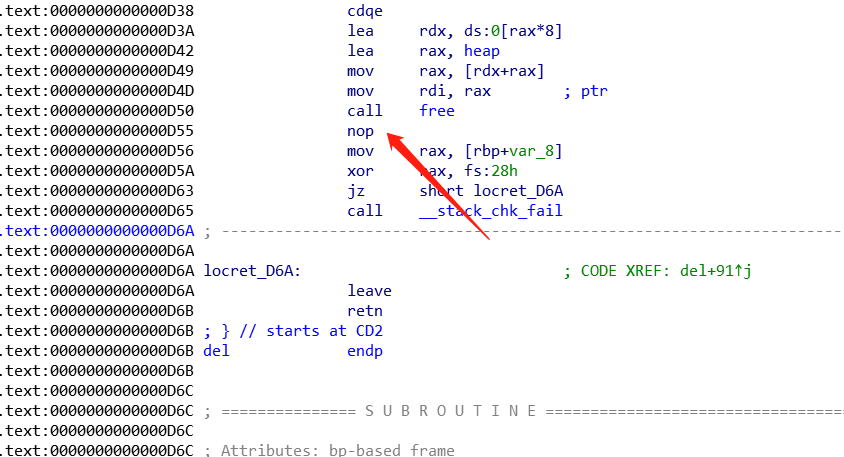 .text:0000000000000D38 cdqe
.text:0000000000000D3A lea rdx, ds:0[rax*8]
.text:0000000000000D42 lea rax, heap
.text:0000000000000D49 mov rax, [rdx+rax]
.text:0000000000000D4D mov rdi, rax ; ptr
.text:0000000000000D50 call free
.text:0000000000000D55 nop
.text:0000000000000D56 mov rax, [rbp+var_8]
.text:0000000000000D5A xor rax, fs:28h
.text:0000000000000D63 jz short locret_D6A
.text:0000000000000D65 call __stack_chk_fail
.text:0000000000000D6A ; ---------------------------------------------------------------------
.text:0000000000000D6A
.text:0000000000000D6A locret_D6A: ; CODE XREF: del+91↑j
.text:0000000000000D6A leave
.text:0000000000000D6B retn
.text:0000000000000D6B ; } // starts at CD2
.text:0000000000000D6B del endp
.text:0000000000000D6B
.text:0000000000000D6C
.text:0000000000000D6C ; =============== S U B R O U T I N E ==================================
.text:0000000000000D6C
.text:0000000000000D6C ; Attributes: bp-based frame